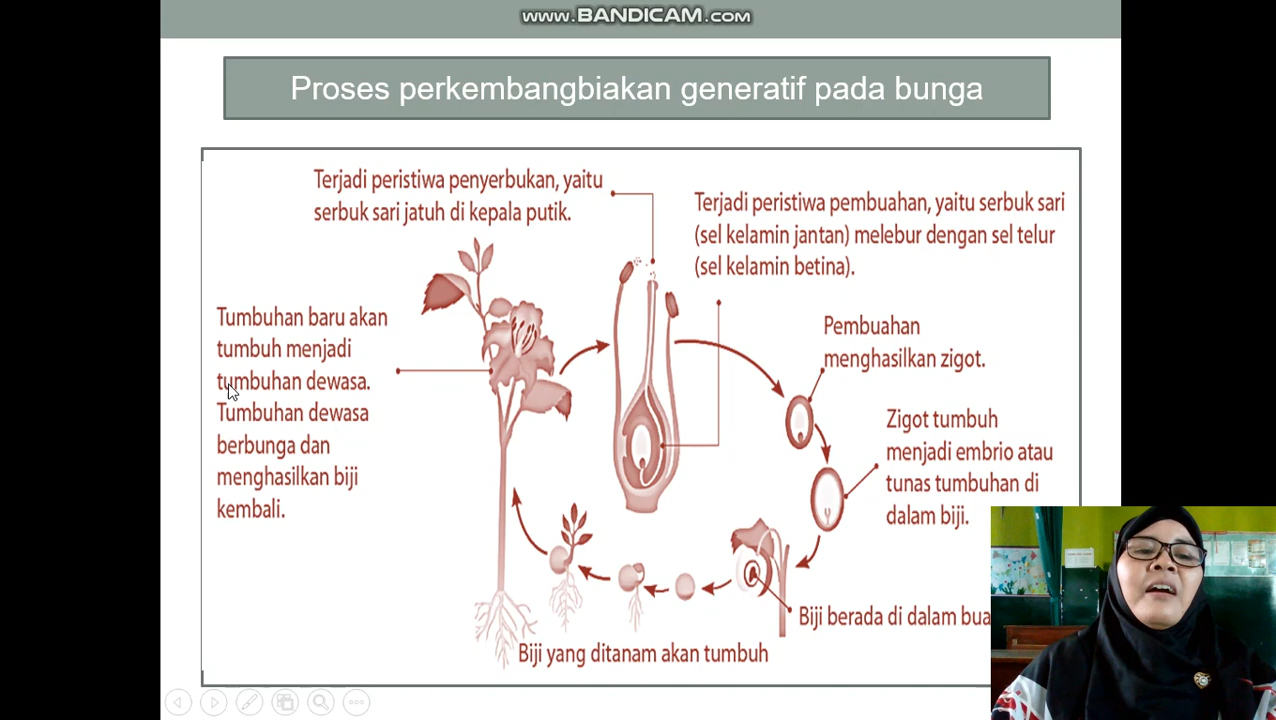 www.BANDICAM.com
Proses perkembangbiakan generatif pada bunga
Terjadi peristiwa penyerbukan, yaitu
serbuk sari jatuh di kepala putik.
Terjadi peristiwa pembuahan, yaitu serbuk sari
(sel kelamin jantan) melebur dengan sel telur
(sel kelamin betina).
Pembuahan
menghasilkan zigot.
Zigot tumbuh
menjadi embrio atau
tunas tumbuhan di
dalam biji.
Biji berada di dalam bua
Biji yang ditanam akan tumbuh
Tumbuhan baru akan
tumbuh menjadi
tumbuhan dewasa.
Tumbuhan dewasa
berbunga dan
menghasilkan biji
kembali.